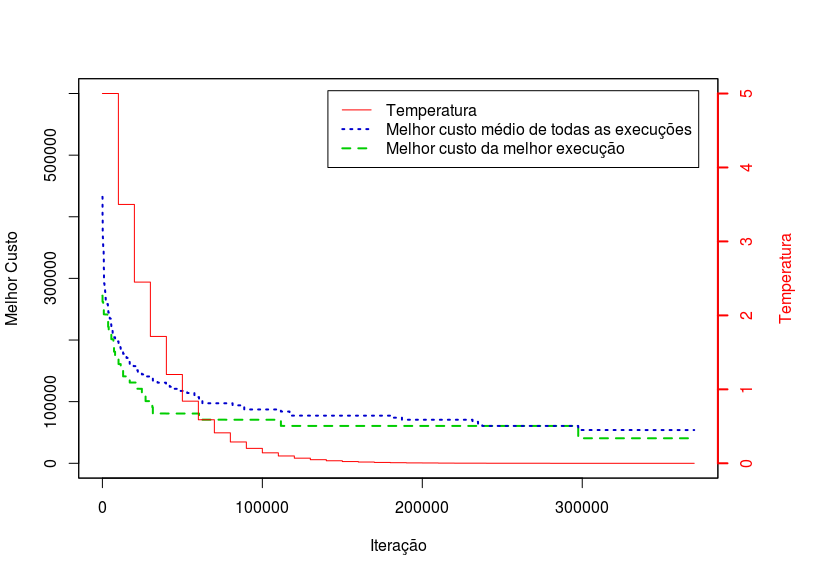 Temperatura
Melhor custo médio de todas as execuções
Melhor custo da melhor execução
Melhor Custo
500000
300000
100000
0
5
4
3
2
1
0
Temperatura
0
100000
200000
300000
Iteração